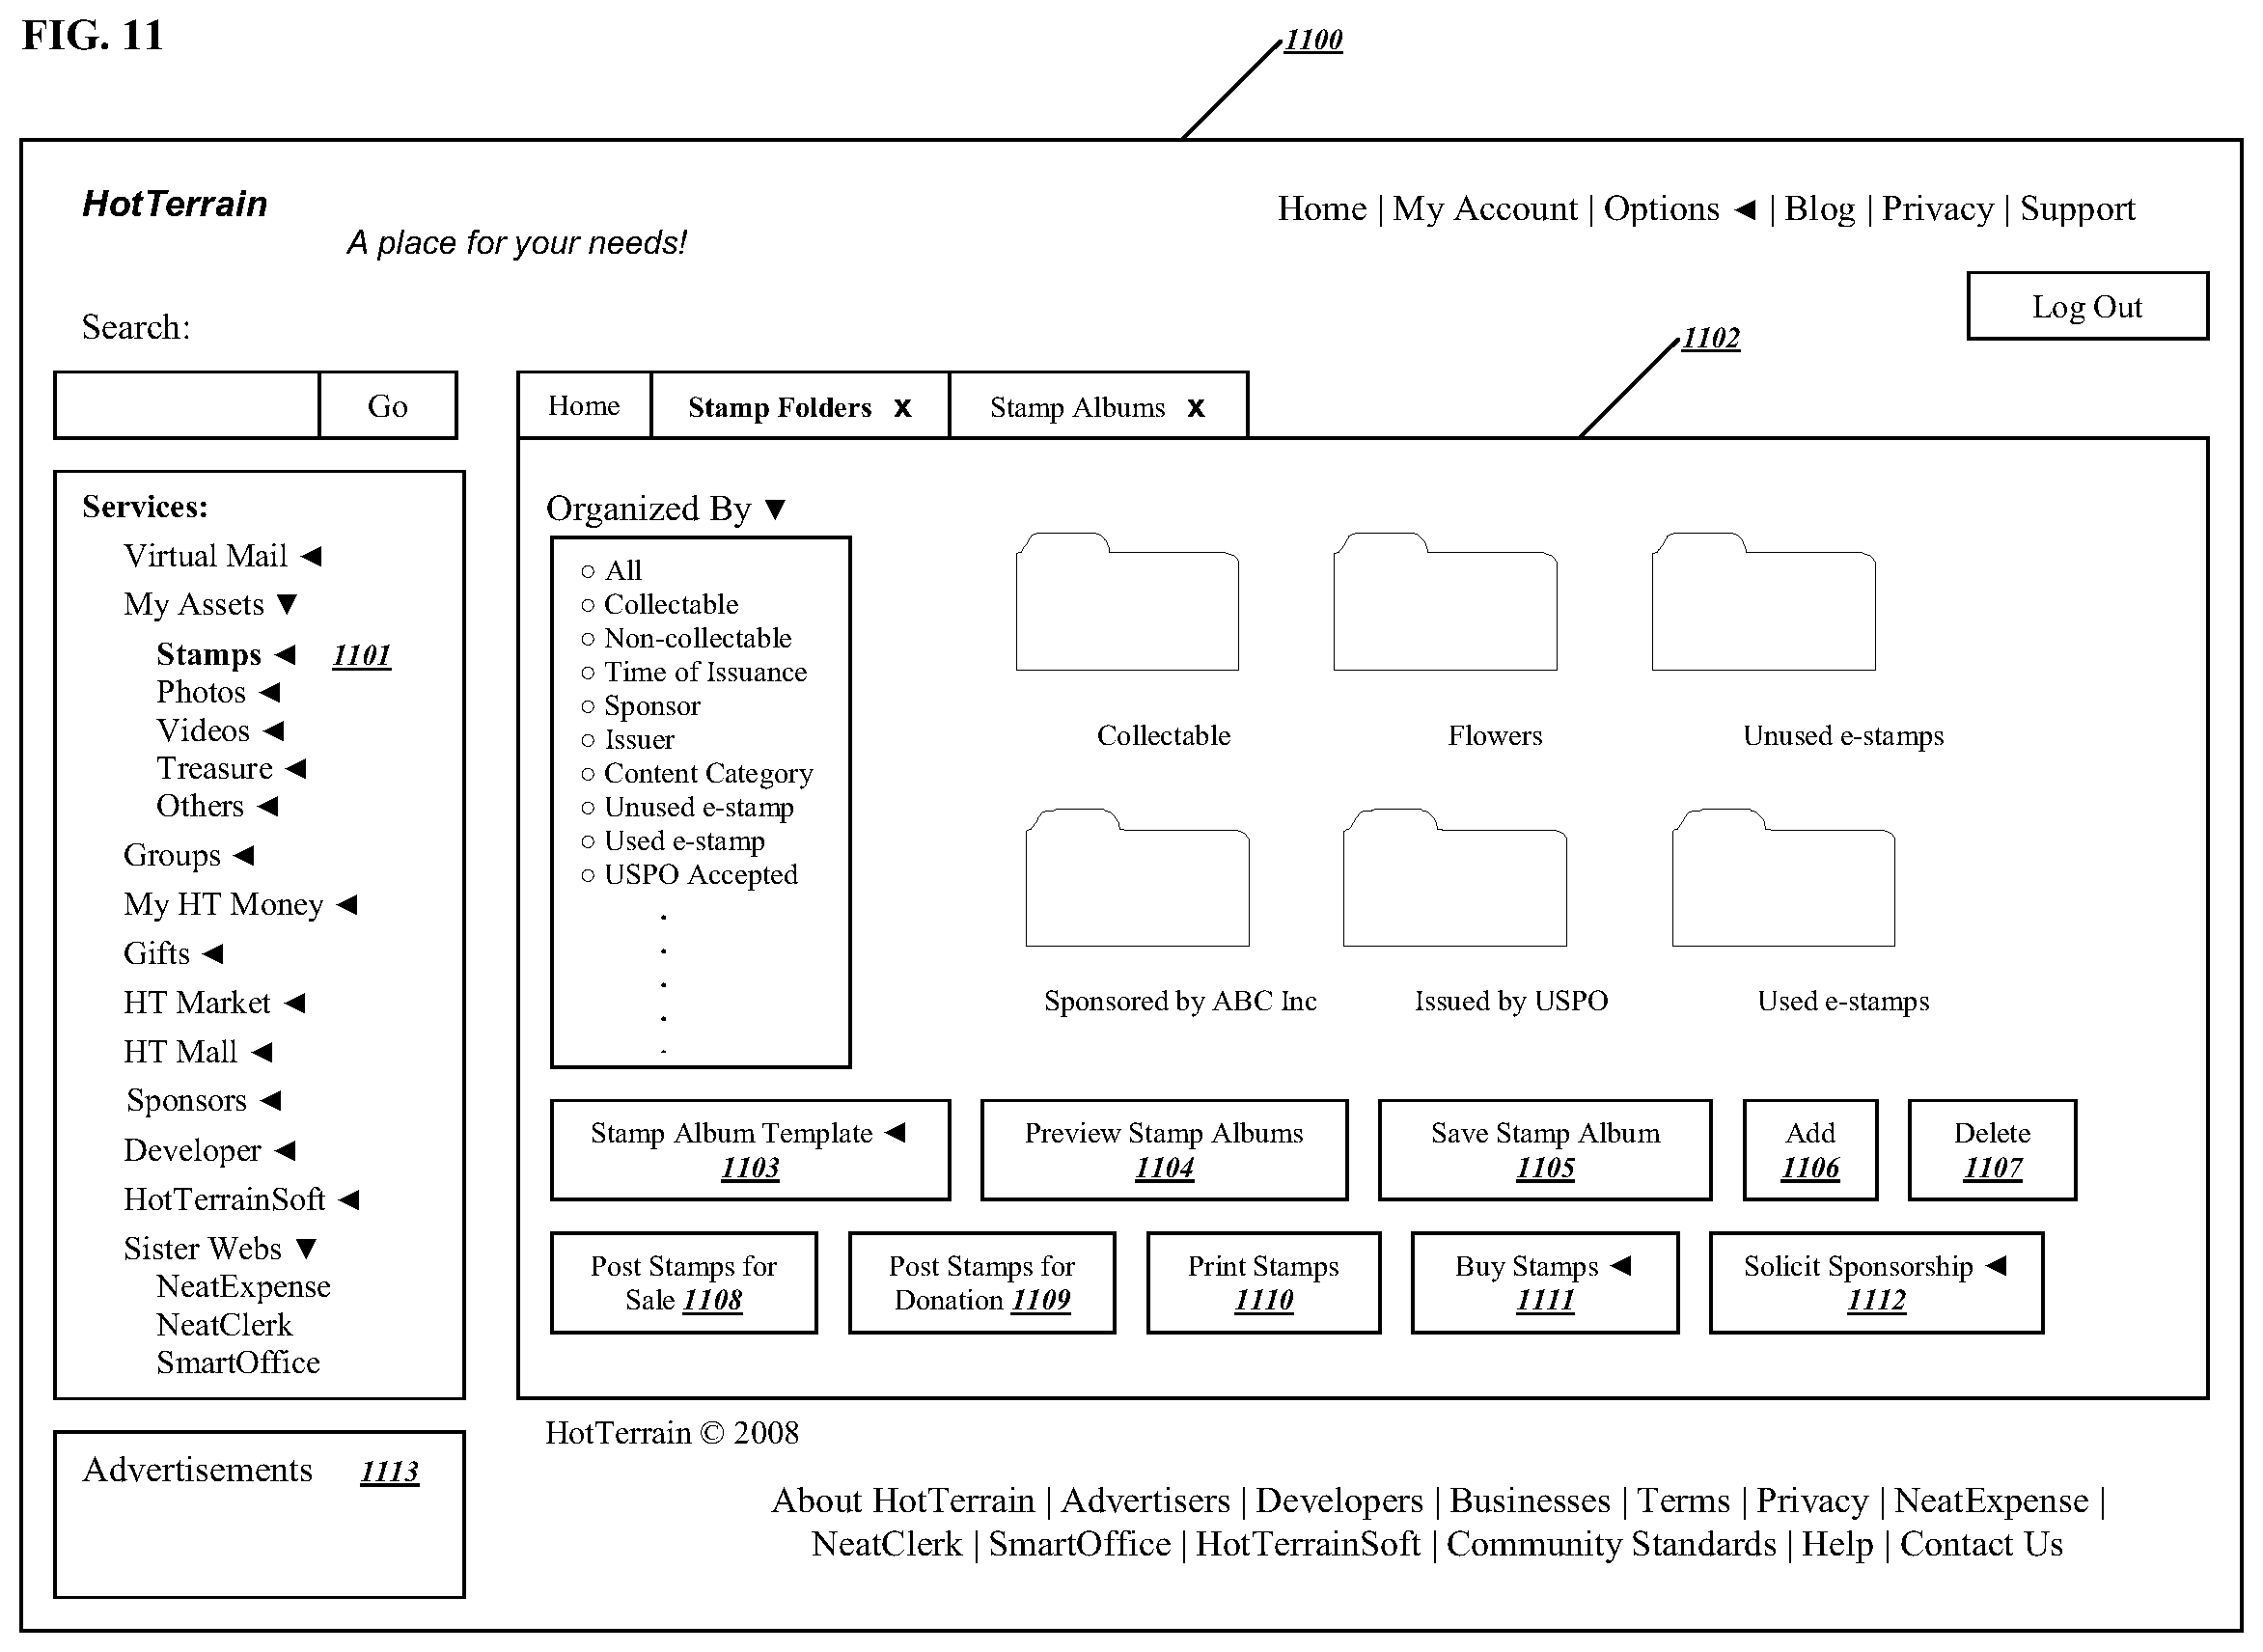 FIG. 11
1100
HotTerrain
A place for your needs!
Home | My Account | Options ◄ | Blog | Privacy | Support
Log Out
Search:
Go
1102
Home
Stamp Folders x
Stamp Albums x
Services:
Virtual Mail ◄
My Assets ▼
Stamps ◄ 1101
Photos ◄
Videos ◄
Treasure ◄
Others ◄
Groups ◄
My HT Money ◄
Gifts ◄
HT Market ◄
HT Mall ◄
Sponsors ◄
Developer ◄
HotTerrainSoft ◄
Sister Webs ▼
NeatExpense
NeatClerk
SmartOffice
Organized By ▼
○ All
○ Collectable
○ Non-collectable
○ Time of Issuance
○ Sponsor
○ Issuer
○ Content Category
○ Unused e-stamp
○ Used e-stamp
○ USPO Accepted
.
.
.
.
.
Collectable
Flowers
Unused e-stamps
Sponsored by ABC Inc
Issued by USPO
Used e-stamps
Stamp Album Template ◄
1103
Preview Stamp Albums
1104
Save Stamp Album
1105
Add
1106
Delete
1107
Post Stamps for
Sale 1108
Post Stamps for
Donation 1109
Print Stamps
1110
Buy Stamps ◄
1111
Solicit Sponsorship ◄
1112
Advertisements 1113
HotTerrain © 2008
About HotTerrain | Advertisers | Developers | Businesses | Terms | Privacy | NeatExpense |
NeatClerk | SmartOffice | HotTerrainSoft | Community Standards | Help | Contact Us